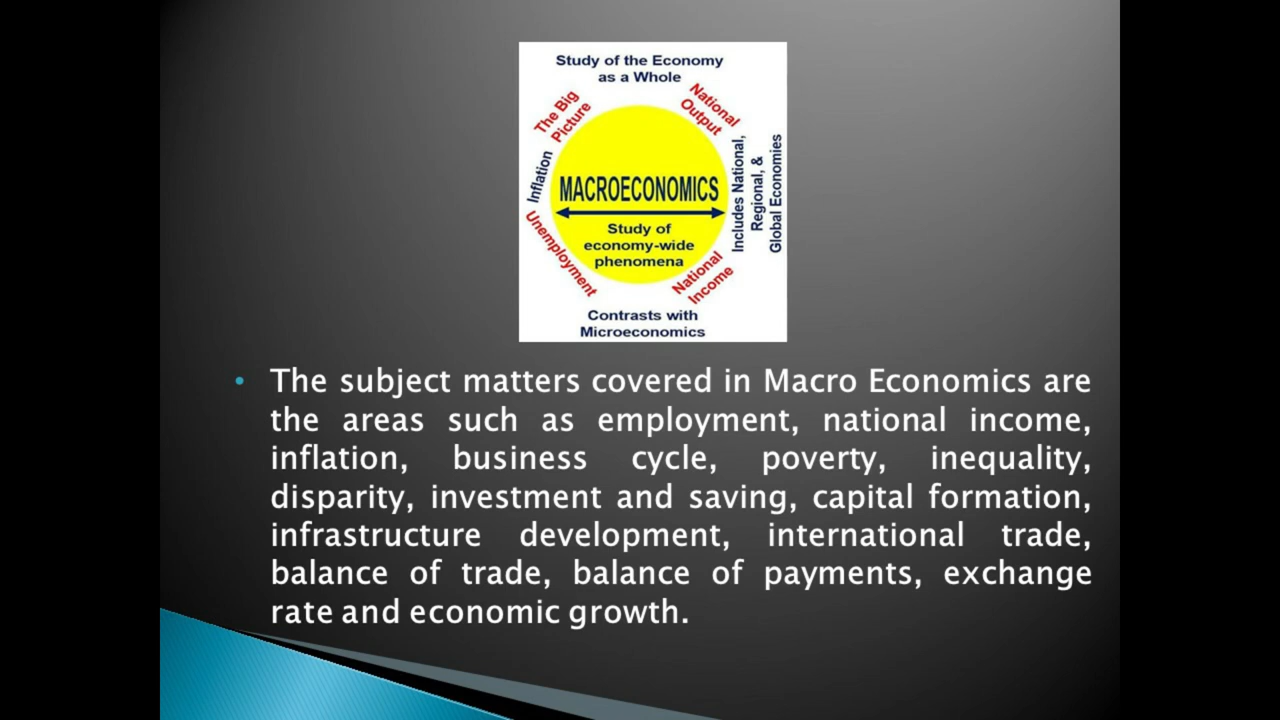 Study of the Economy
as a Whole
The Big
Picture
National
Output
Inflation
MACROECONOMICS
Includes National,
Regional, &
Global Economies
Study of
economy-wide
phenomena
Unemployment
National
Income
Contrasts with
Microeconomics
• The subject matters covered in Macro Economics are
the areas such as employment, national income,
inflation, business cycle, poverty, inequality,
disparity, investment and saving, capital formation,
infrastructure development, international trade,
balance of trade, balance of payments, exchange
rate and economic growth.